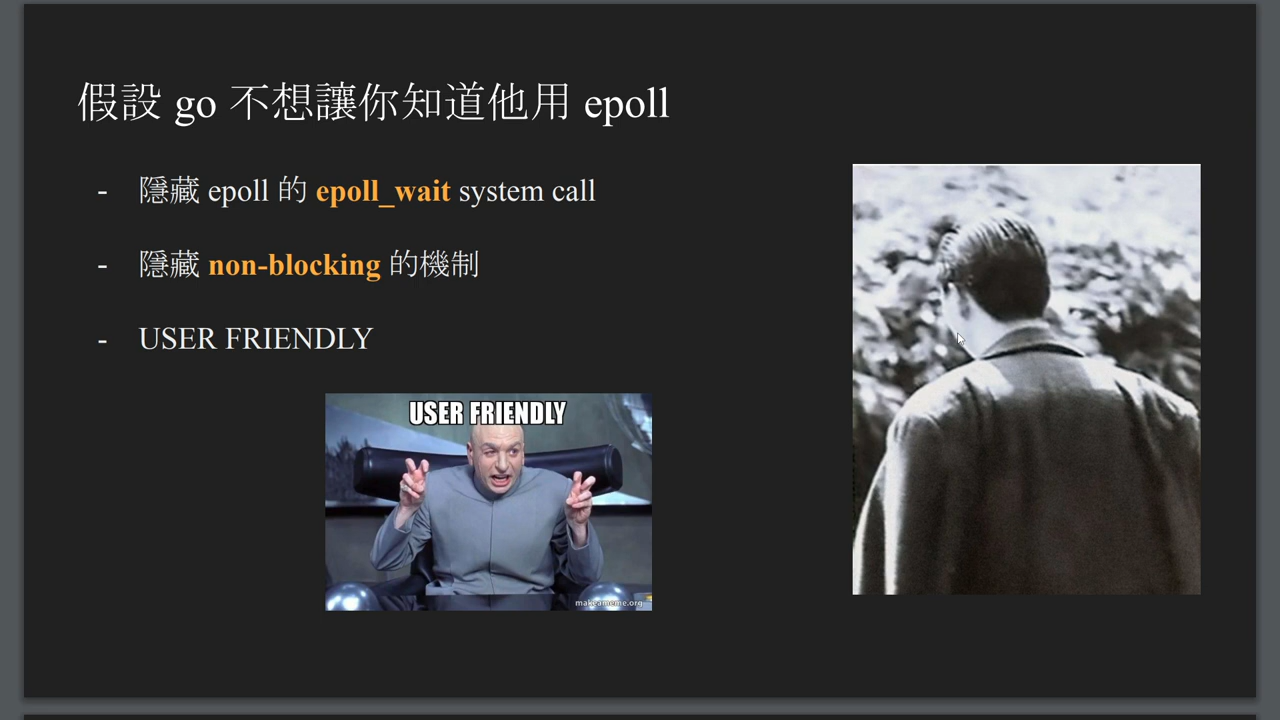 假設 go 不想讓你知道他用 epoll
- 隱藏 epoll 的 epoll_wait system call
- 隱藏 non-blocking 的機制
- USER FRIENDLY
USER FRIENDLY
makeameme.org